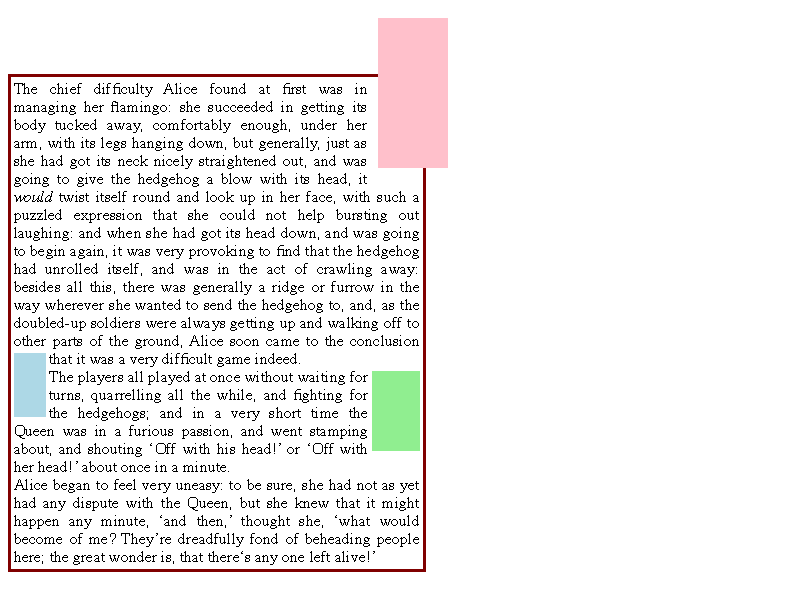 The chief difficulty Alice found at first was in
managing her flamingo: she succeeded in getting its
body tucked away, comfortably enough, under her
arm, with its legs hanging down, but generally, just as
she had got its neck nicely straightened out, and was
going to give the hedgehog a blow with its head, it
would twist itself round and look up in her face, with such a
puzzled expression that she could not help bursting out
laughing: and when she had got its head down, and was going
to begin again, it was very provoking to find that the hedgehog
had unrolled itself, and was in the act of crawling away:
besides all this, there was generally a ridge or furrow in the
way wherever she wanted to send the hedgehog to, and, as the
doubled-up soldiers were always getting up and walking off to
other parts of the ground, Alice soon came to the conclusion
that it was a very difficult game indeed.
The players all played at once without waiting for
turns, quarrelling all the while, and fighting for
the hedgehogs; and in a very short time the
Queen was in a furious passion, and went stamping
about, and shouting ‘Off with his head!’ or ‘Off with
her head!’ about once in a minute.
Alice began to feel very uneasy: to be sure, she had not as yet
had any dispute with the Queen, but she knew that it might
happen any minute, ‘and then,’ thought she, ‘what would
become of me? They’re dreadfully fond of beheading people
here; the great wonder is, that there‘s any one left alive!’